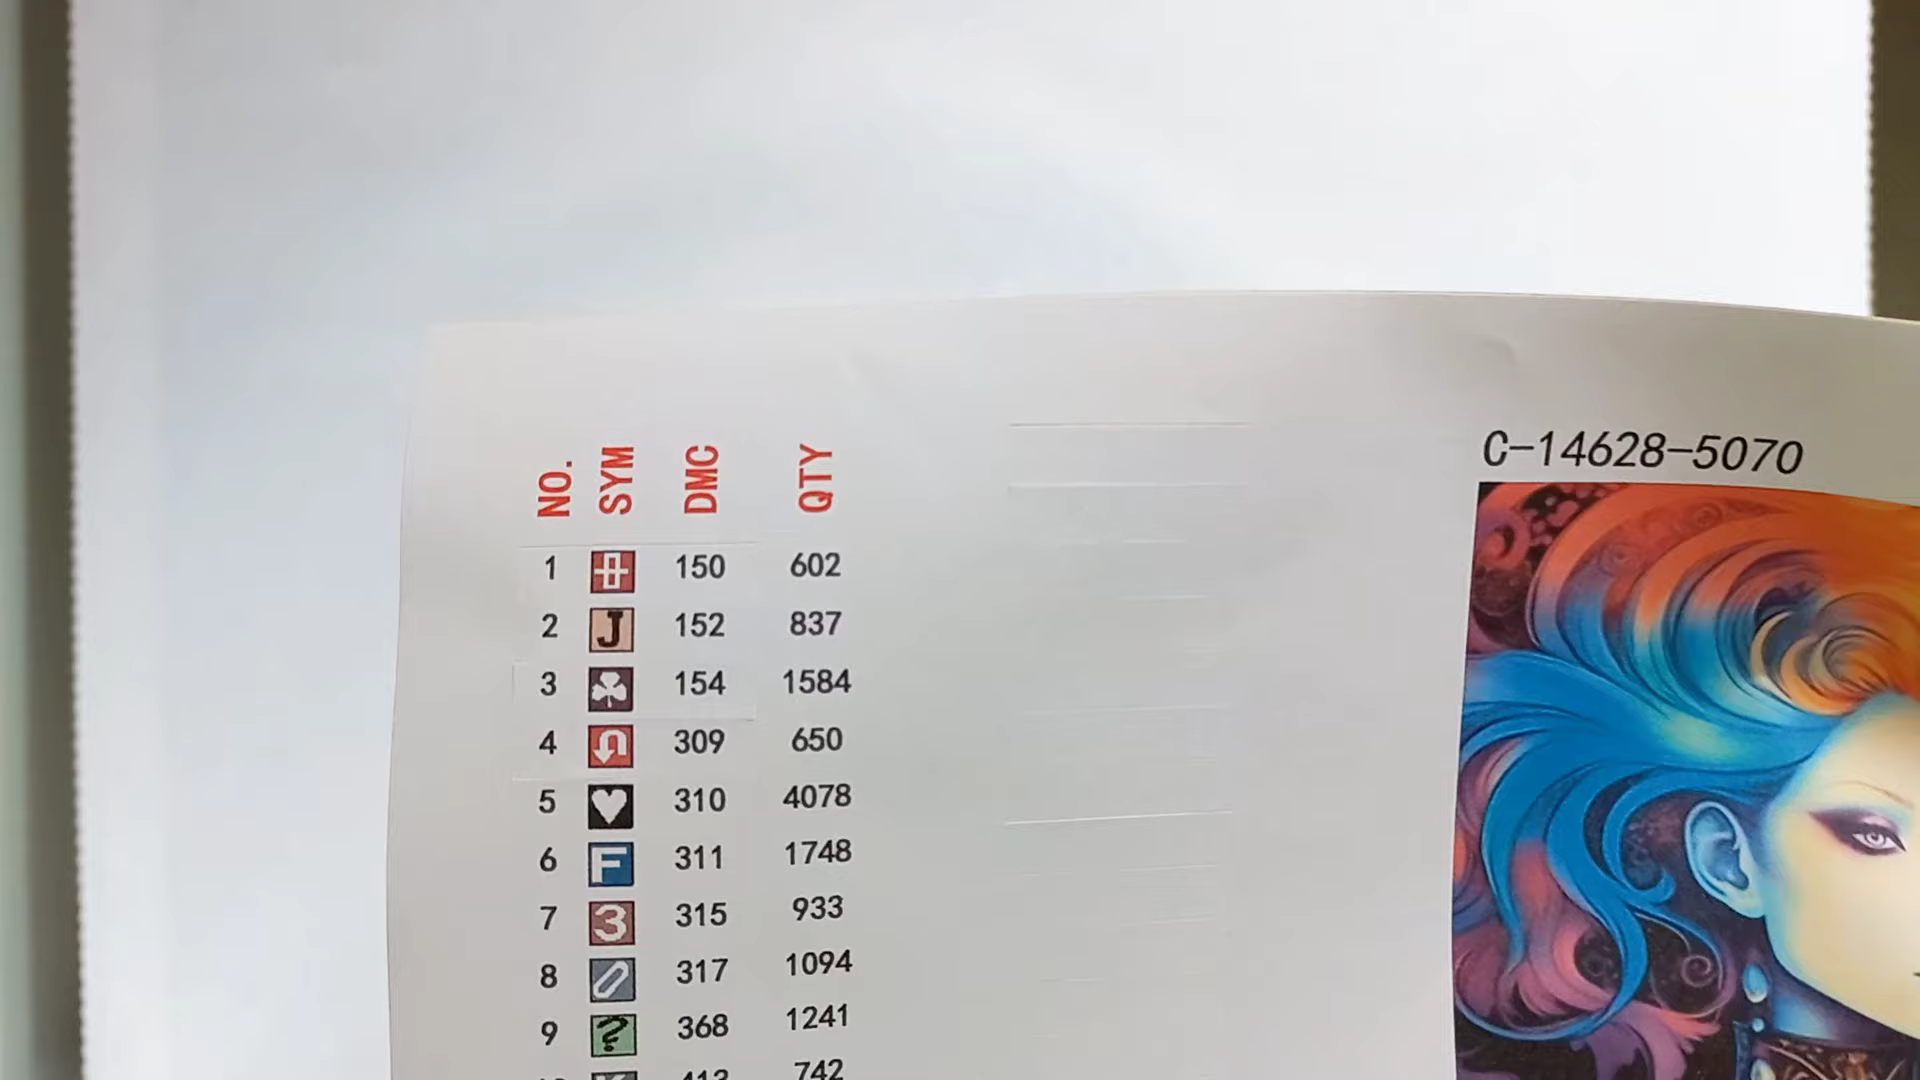 C-14628-5070
NO. SYM DMC QTY
1 150 602
2 J 152 837
3 154 1584
4 309 650
5 310 4078
6 F 311 1748
7 3 315 933
8 317 1094
9 ? 368 1241
742